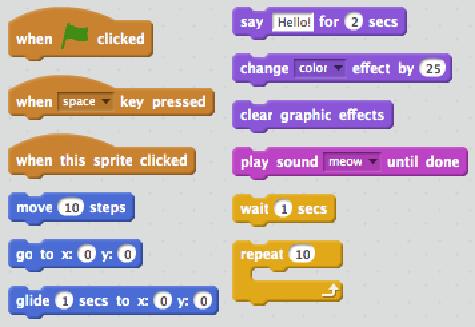 when clicked
when space key pressed
when this sprite clicked
move 10 steps
go to x: 0 y: 0
glide 1 secs to x: 0 y: 0
say Hello! for 2 secs
change color effect by 25
clear graphic effects
play sound meow until done
wait 1 secs
repeat 10